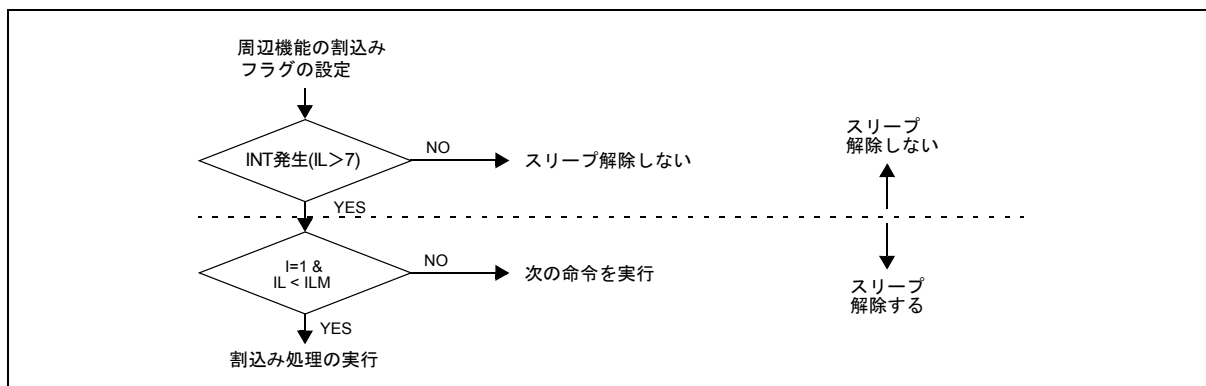 周辺機能の割込み
フラグの設定
INT発生(IL＞7)
NO
スリープ解除しない
YES
スリープ
解除しない
I=1 &
IL < ILM
NO
次の命令を実行
スリープ
解除する
YES
割込み処理の実行